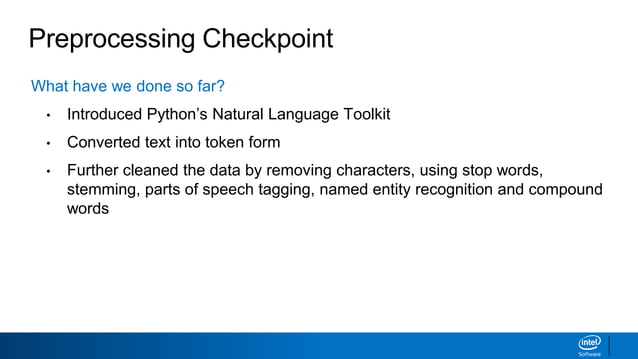 Preprocessing Checkpoint
What have we done so far?
• Introduced Python’s Natural Language Toolkit
• Converted text into token form
• Further cleaned the data by removing characters, using stop words,
stemming, parts of speech tagging, named entity recognition and compound
words
intel
Software